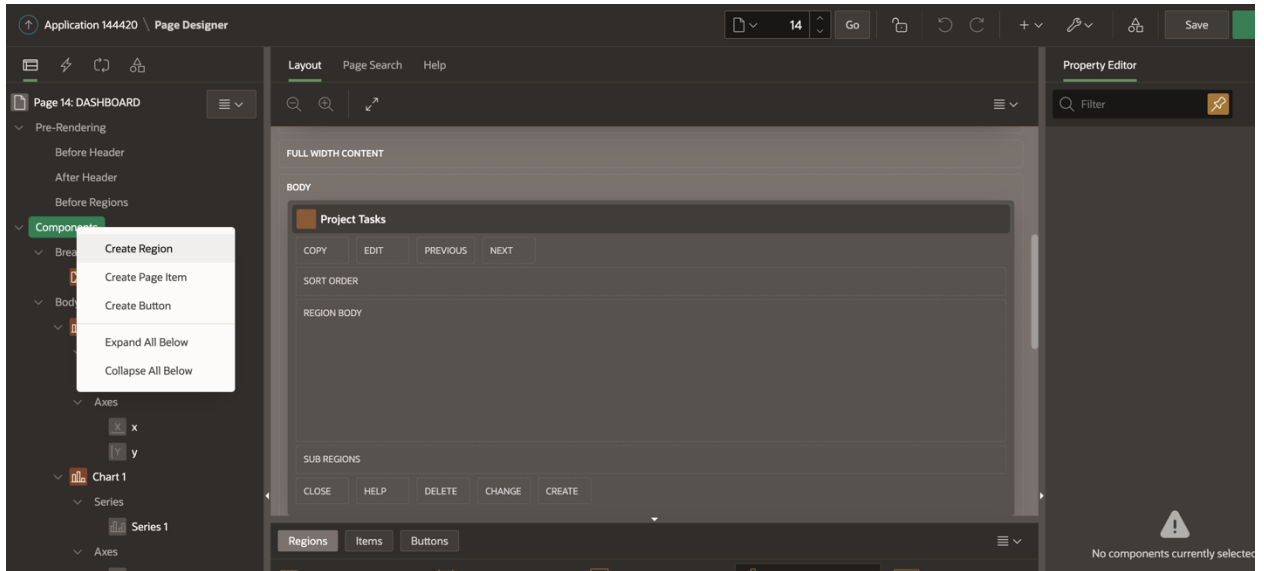 Application 144420 \ Page Designer
14
Go
Save
Layout Page Search Help
Property Editor
Page 14: DASHBOARD
Filter
Pre-Rendering
Before Header
After Header
Before Regions
Components
Create Region
Create Page Item
Create Button
Expand All Below
Collapse All Below
Axes
x
y
Chart 1
Series
Series 1
Axes
FULL WIDTH CONTENT
BODY
Project Tasks
COPY EDIT PREVIOUS NEXT
SORT ORDER
REGION BODY
SUB REGIONS
CLOSE HELP DELETE CHANGE CREATE
Regions Items Buttons
No components currently selected